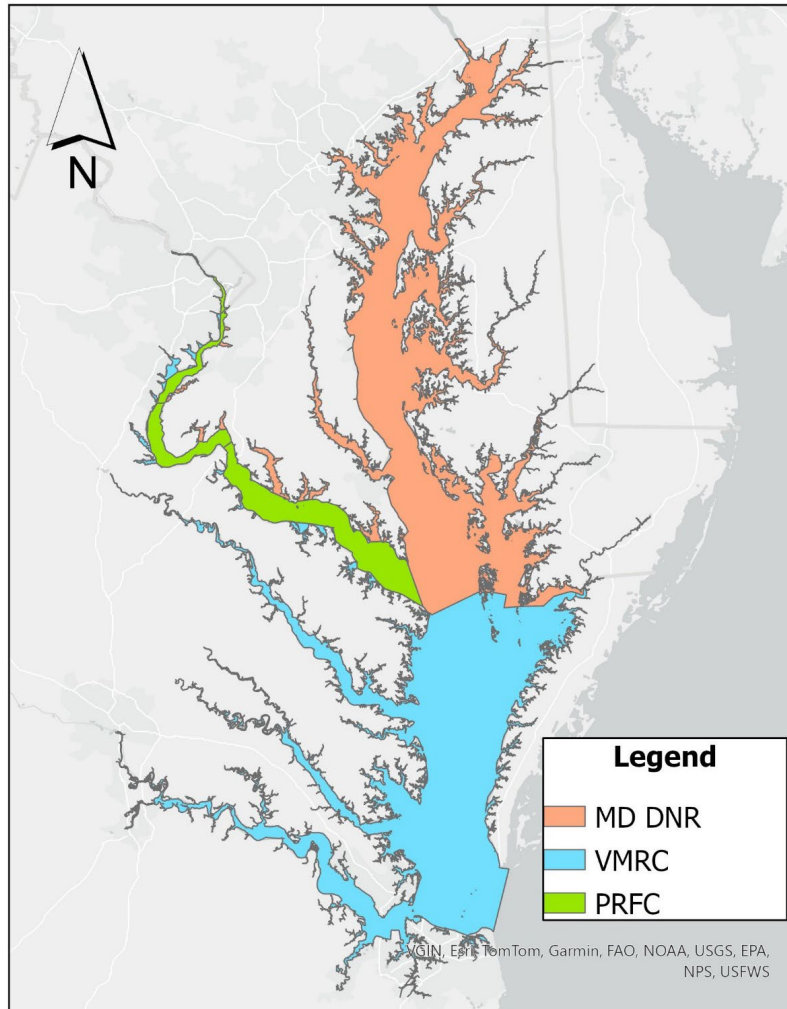 N
Legend
MD DNR
VMRC
PRFC
VGIN, Esri, TomTom, Garmin, FAO, NOAA, USGS, EPA,
NPS, USFWS